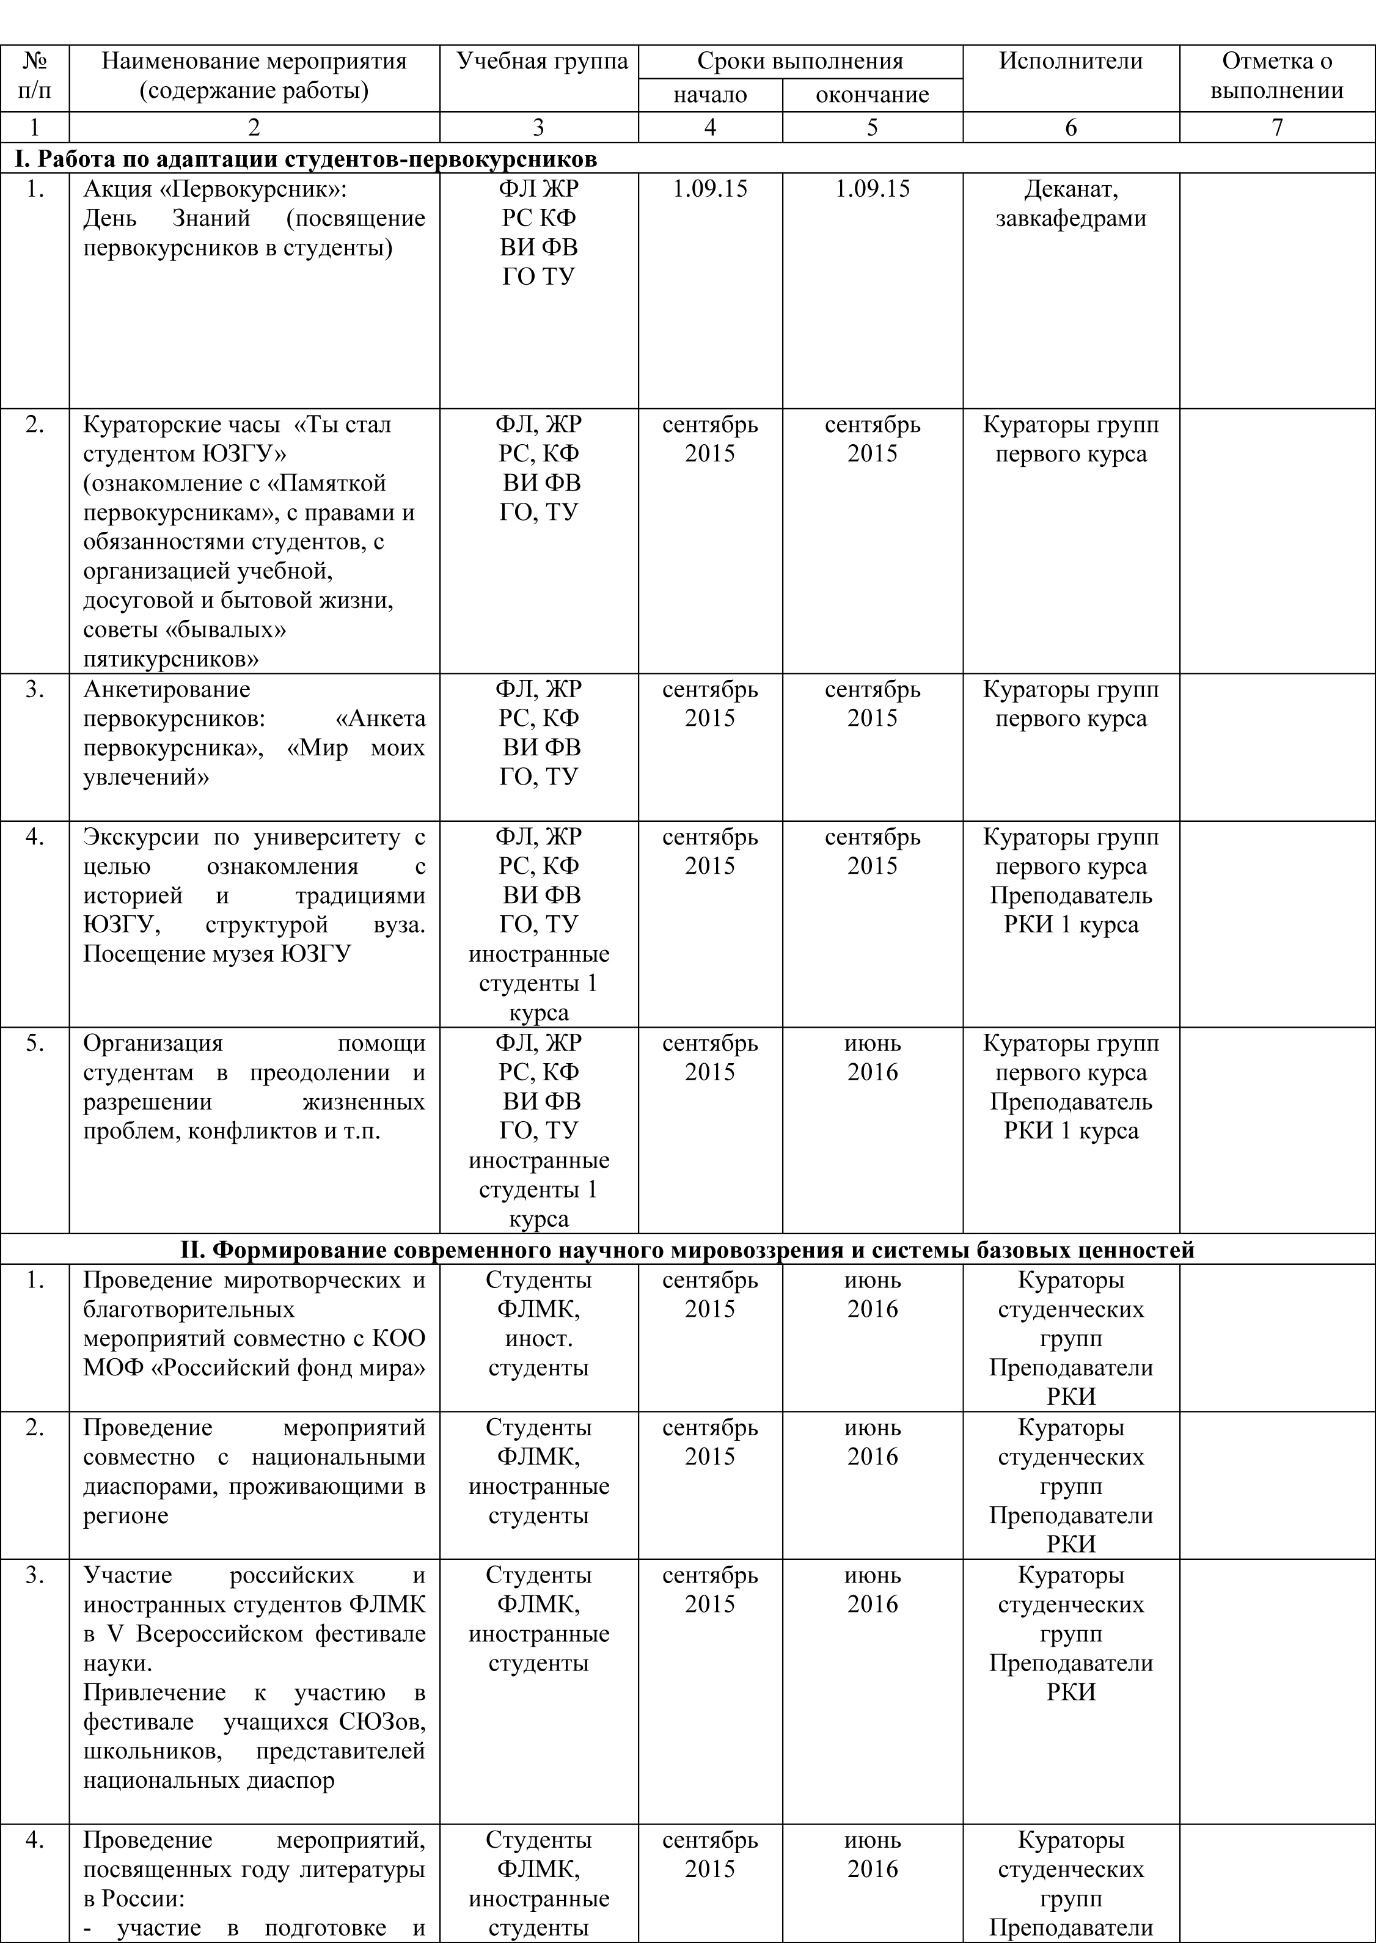 № п/п
Наименование мероприятия (содержание работы)
Учебная группа
Сроки выполнения
начало
окончание
Исполнители
Отметка о выполнении
1 2 3 4 5 6 7
I. Работа по адаптации студентов-первокурсников
1.
Акция «Первокурсник»:
День Знаний (посвящение
первокурсников в студенты)
ФЛ ЖР
РС КФ
ВИ ФВ
ГО ТУ
1.09.15
1.09.15
Деканат,
завкафедрами
2.
Кураторские часы «Ты стал
студентом ЮЗГУ»
(ознакомление с «Памяткой
первокурсникам», с правами и
обязанностями студентов, с
организацией учебной,
досуговой и бытовой жизни,
советы «бывалых»
пятикурсников»
ФЛ, ЖР
РС, КФ
ВИ ФВ
ГО, ТУ
сентябрь
2015
сентябрь
2015
Кураторы групп
первого курса
3.
Анкетирование
первокурсников: «Анкета
первокурсника», «Мир моих
увлечений»
ФЛ, ЖР
РС, КФ
ВИ ФВ
ГО, ТУ
сентябрь
2015
сентябрь
2015
Кураторы групп
первого курса
4.
Экскурсии по университету с
целью ознакомления с
историей и традициями
ЮЗГУ, структурой вуза.
Посещение музея ЮЗГУ
ФЛ, ЖР
РС, КФ
ВИ ФВ
ГО, ТУ
иностранные
студенты 1
курса
сентябрь
2015
сентябрь
2015
Кураторы групп
первого курса
Преподаватель
РКИ 1 курса
5.
Организация помощи
студентам в преодолении и
разрешении жизненных
проблем, конфликтов и т.п.
ФЛ, ЖР
РС, КФ
ВИ ФВ
ГО, ТУ
иностранные
студенты 1
курса
сентябрь
2015
июнь
2016
Кураторы групп
первого курса
Преподаватель
РКИ 1 курса
II. Формирование современного научного мировоззрения и системы базовых ценностей
1.
Проведение миротворческих и
благотворительных
мероприятий совместно с КОО
МОФ «Российский фонд мира»
Студенты
ФЛМК,
иност.
студенты
сентябрь
2015
июнь
2016
Кураторы
студенческих
групп
Преподаватели
РКИ
2.
Проведение мероприятий
совместно с национальными
диаспорами, проживающими в
регионе
Студенты
ФЛМК,
иностранные
студенты
сентябрь
2015
июнь
2016
Кураторы
студенческих
групп
Преподаватели
РКИ
3.
Участие российских и
иностранных студентов ФЛМК
в V Всероссийском фестивале
науки.
Привлечение к участию в
фестивале учащихся СЮЗов,
школьников, представителей
национальных диаспор
Студенты
ФЛМК,
иностранные
студенты
сентябрь
2015
июнь
2016
Кураторы
студенческих
групп
Преподаватели
РКИ
4.
Проведение мероприятий,
посвященных году литературы
в России:
- участие в подготовке и
Студенты
ФЛМК,
иностранные
студенты
сентябрь
2015
июнь
2016
Кураторы
студенческих
групп
Преподаватели